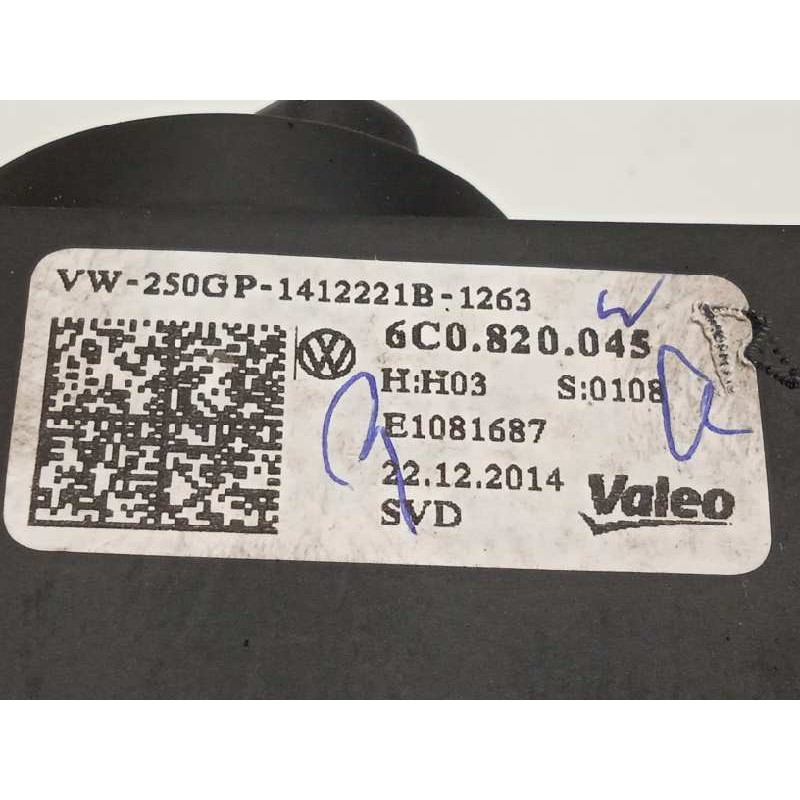 VW-250GP-1412221B-1263
6C0.820.045
H:H03 S:0108
E1081687
22.12.2014
SVD
Valeo